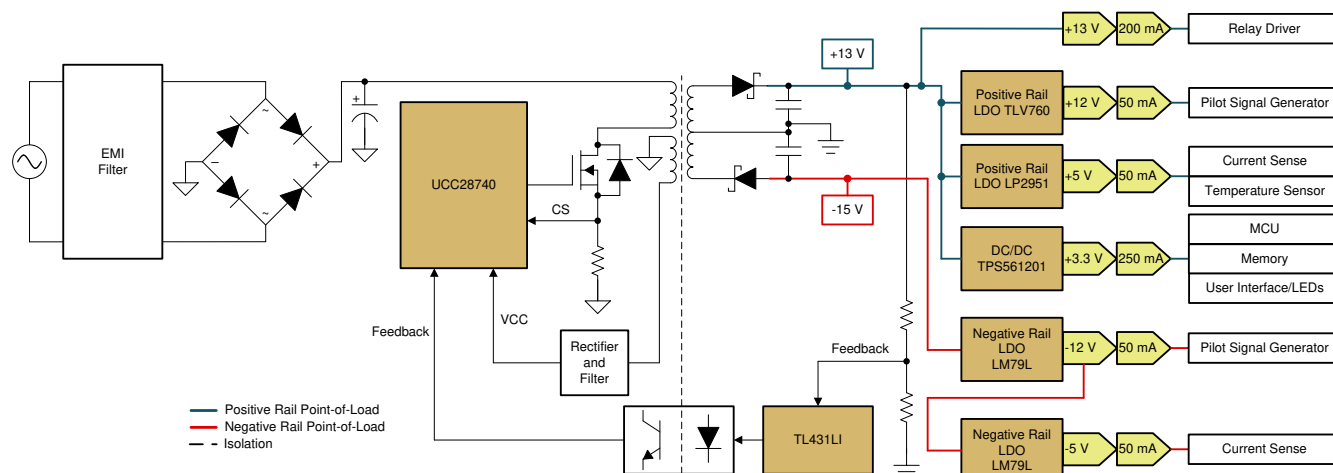 EMI
Filter
~
~
−
+
+
UCC28740
CS
VCC
Feedback
Rectifier
and
Filter
+13 V
-15 V
Feedback
TL431LI
+13 V
200 mA
Relay Driver
Positive Rail
LDO TLV760
+12 V
50 mA
Pilot Signal Generator
Positive Rail
LDO LP2951
+5 V
50 mA
Current Sense
Temperature Sensor
DC/DC
TPS561201
+3.3 V
250 mA
MCU
Memory
User Interface/LEDs
Negative Rail
LDO
LM79L
-12 V
50 mA
Pilot Signal Generator
Negative Rail
LDO
LM79L
-5 V
50 mA
Current Sense
Positive Rail Point-of-Load
Negative Rail Point-of-Load
Isolation